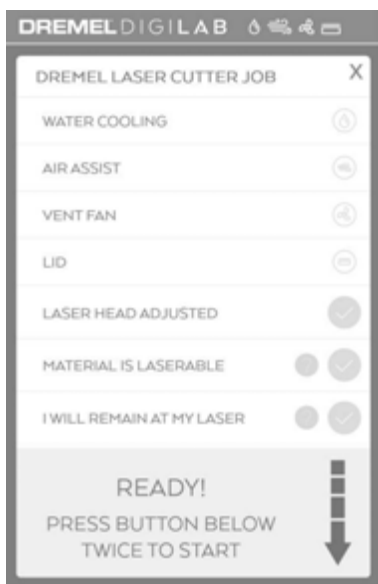 DREMEL DIGILAB
DREMEL LASER CUTTER JOB X
WATER COOLING
AIR ASSIST
VENT FAN
LID
LASER HEAD ADJUSTED
MATERIAL IS LASERABLE
I WILL REMAIN AT MY LASER
READY!
PRESS BUTTON BELOW
TWICE TO START